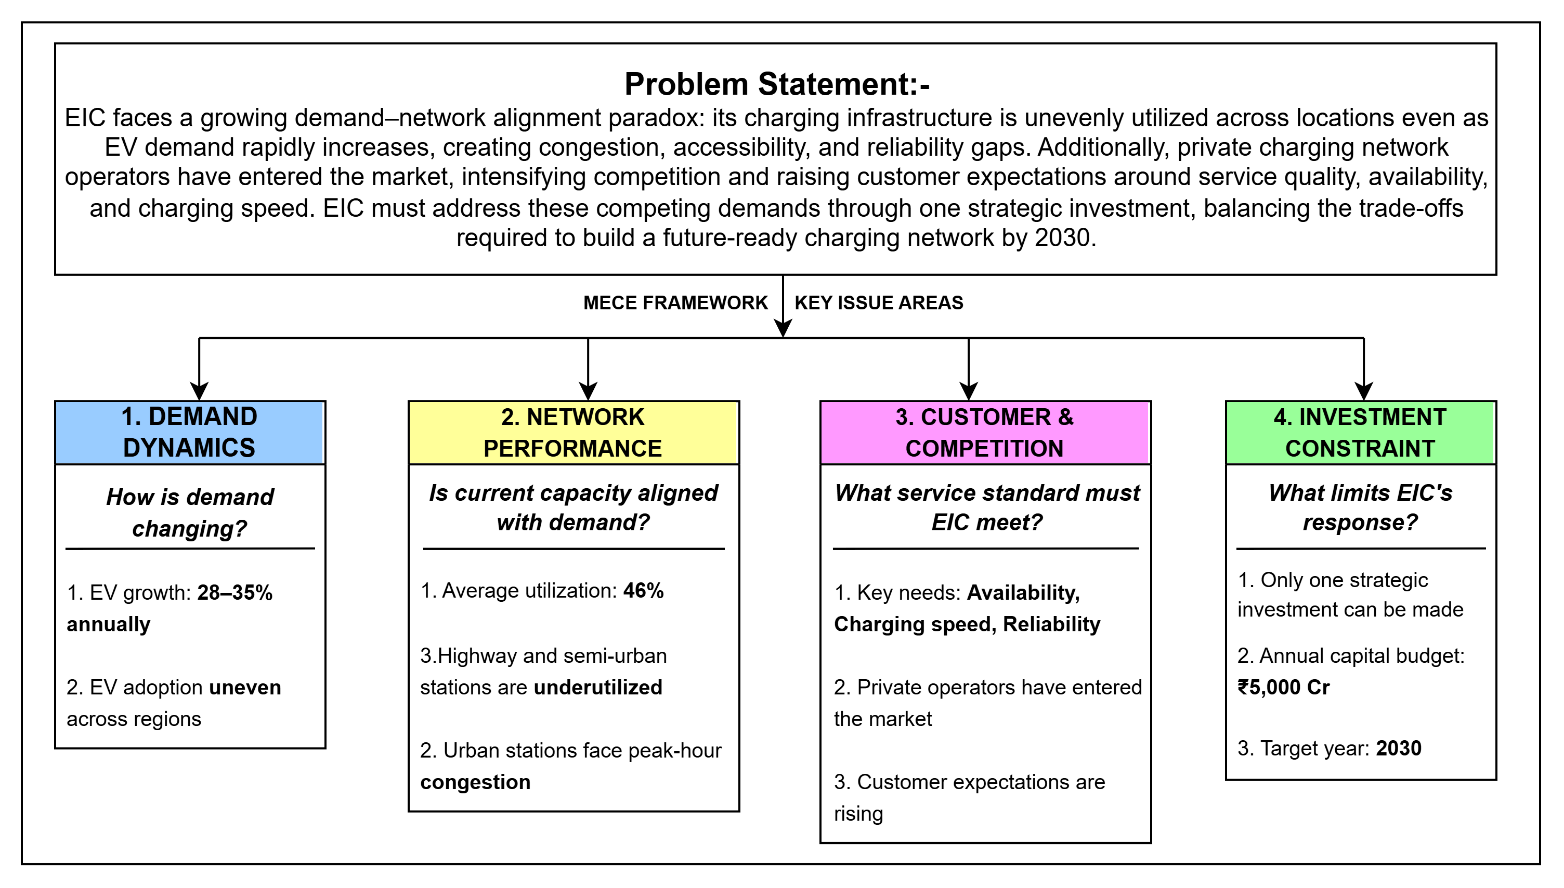 Problem Statement:-
EIC faces a growing demand–network alignment paradox: its charging infrastructure is unevenly utilized across locations even as
EV demand rapidly increases, creating congestion, accessibility, and reliability gaps. Additionally, private charging network
operators have entered the market, intensifying competition and raising customer expectations around service quality, availability,
and charging speed. EIC must address these competing demands through one strategic investment, balancing the trade-offs
required to build a future-ready charging network by 2030.
MECE FRAMEWORK
KEY ISSUE AREAS
1. DEMAND
DYNAMICS
How is demand
changing?
1. EV growth: 28–35%
annually
2. EV adoption uneven
across regions
2. NETWORK
PERFORMANCE
Is current capacity aligned
with demand?
1. Average utilization: 46%
3.Highway and semi-urban
stations are underutilized
2. Urban stations face peak-hour
congestion
3. CUSTOMER &
COMPETITION
What service standard must
EIC meet?
1. Key needs: Availability,
Charging speed, Reliability
2. Private operators have entered
the market
3. Customer expectations are
rising
4. INVESTMENT
CONSTRAINT
What limits EIC's
response?
1. Only one strategic
investment can be made
2. Annual capital budget:
₹5,000 Cr
3. Target year: 2030